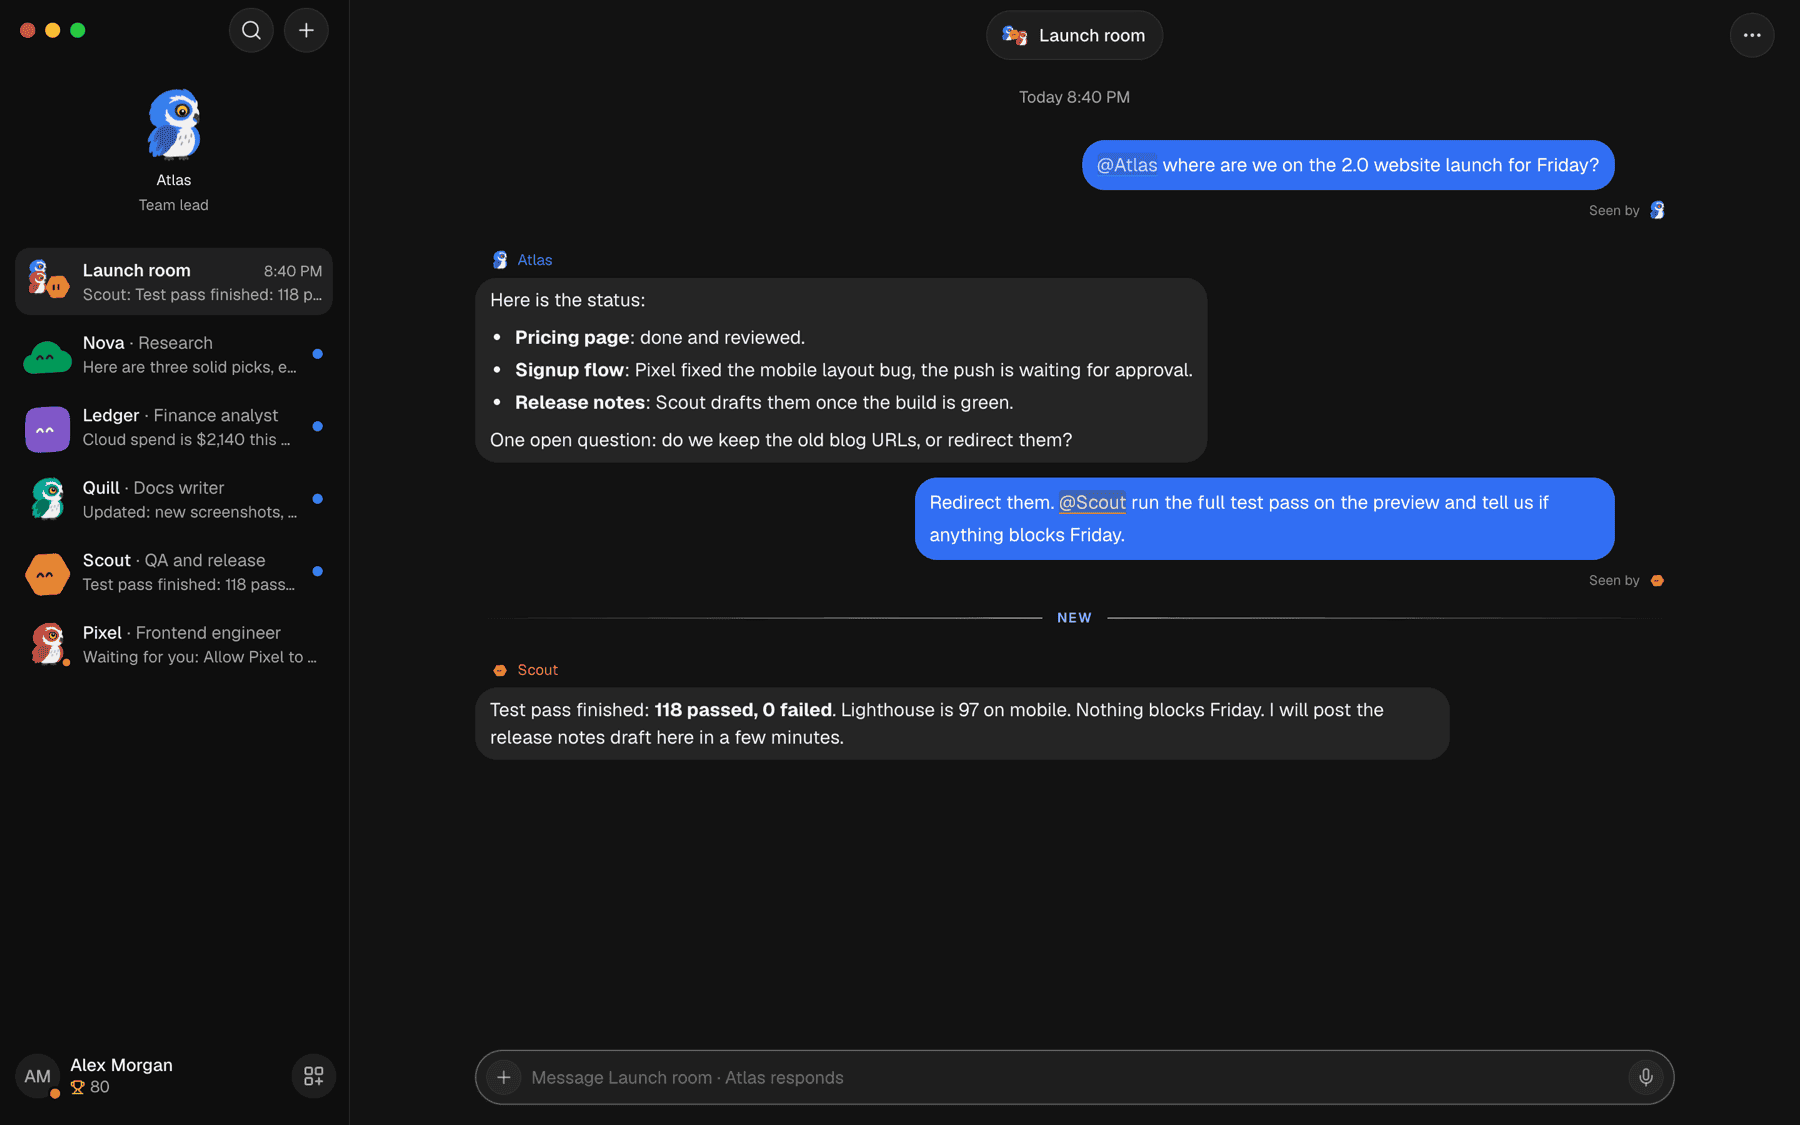 Launch room
Today 8:40 PM
@Atlas where are we on the 2.0 website launch for Friday?
Seen by
Atlas
Here is the status:
• Pricing page: done and reviewed.
• Signup flow: Pixel fixed the mobile layout bug, the push is waiting for approval.
• Release notes: Scout drafts them once the build is green.
One open question: do we keep the old blog URLs, or redirect them?
Redirect them. @Scout run the full test pass on the preview and tell us if
anything blocks Friday.
Seen by
NEW
Scout
Test pass finished: 118 passed, 0 failed. Lighthouse is 97 on mobile. Nothing blocks Friday. I will post the
release notes draft here in a few minutes.
Message Launch room · Atlas responds
Atlas
Team lead
Launch room 8:40 PM
Scout: Test pass finished: 118 p...
Nova · Research
Here are three solid picks, e...
Ledger · Finance analyst
Cloud spend is $2,140 this ...
Quill · Docs writer
Updated: new screenshots, ...
Scout · QA and release
Test pass finished: 118 pass...
Pixel · Frontend engineer
Waiting for you: Allow Pixel to ...
AM
Alex Morgan
80